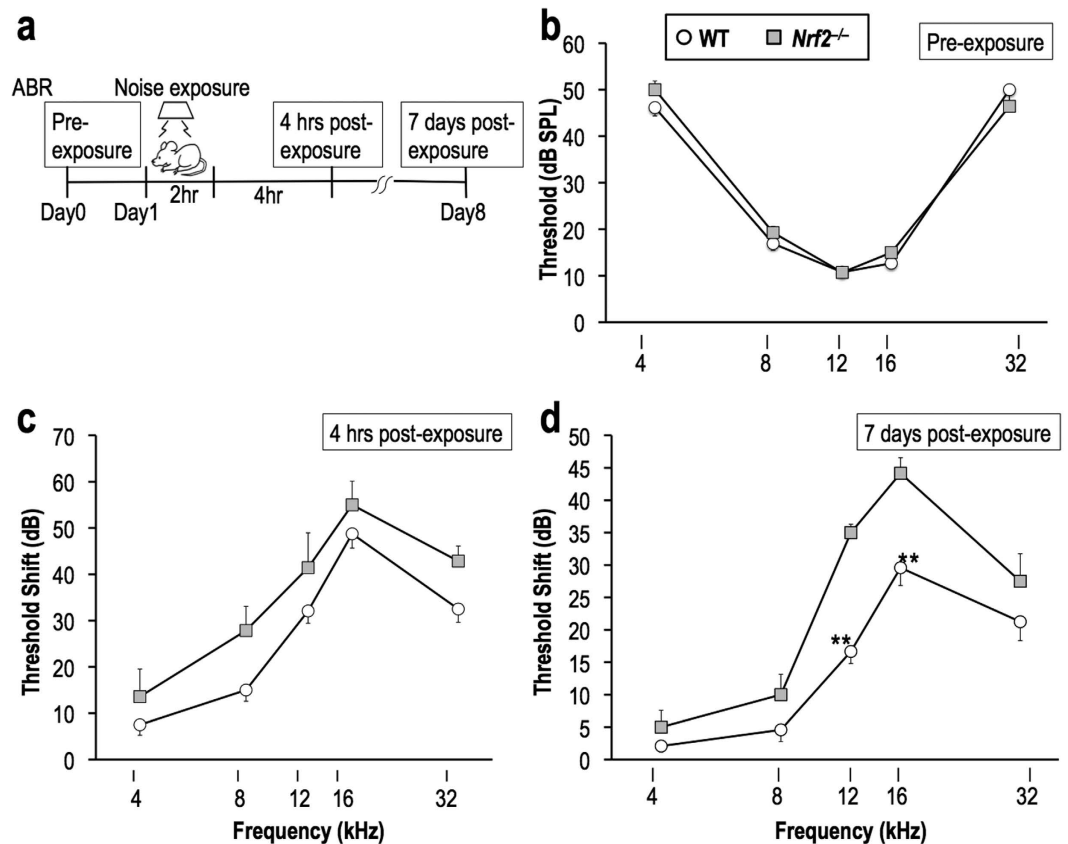 a
ABR
Noise exposure
Pre-
exposure
4 hrs post-
exposure
7 days post-
exposure
2hr
4hr
Day0
Day1
Day8
b
WT
Nrf2–/–
Pre-exposure
Threshold (dB SPL)
60
50
40
30
20
10
0
4
8
12
16
32
c
4 hrs post-exposure
Threshold Shift (dB)
70
60
50
40
30
20
10
0
4
8
12
16
32
Frequency (kHz)
d
7 days post-exposure
Threshold Shift (dB)
50
45
40
35
30
25
20
15
10
5
0
**
**
4
8
12
16
32
Frequency (kHz)